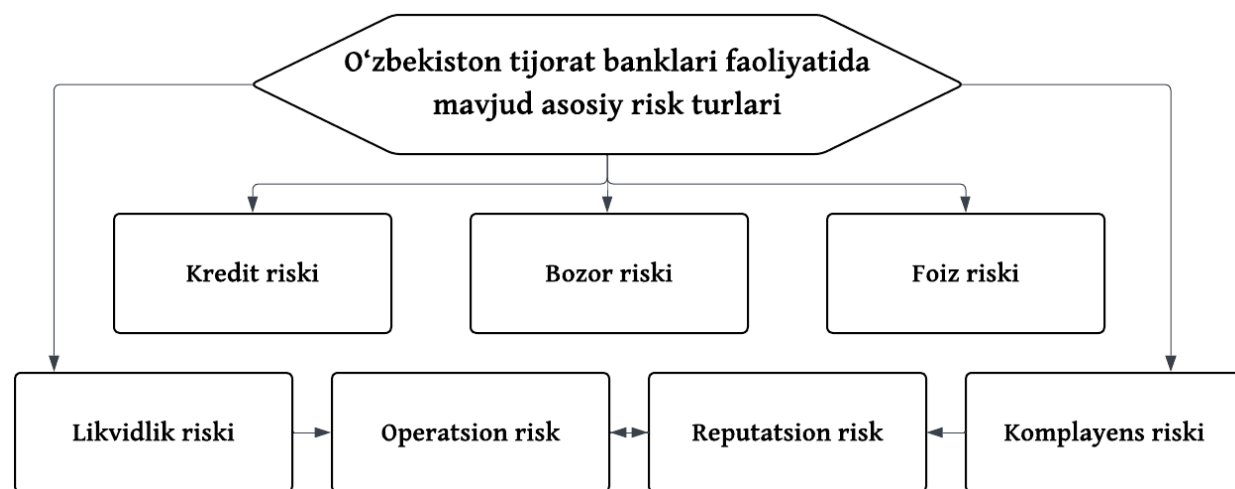 O‘zbekiston tijorat banklari faoliyatida
mavjud asosiy risk turlari
Kredit riski
Bozor riski
Foiz riski
Likvidlik riski
Operatsion risk
Reputatsion risk
Komplayens riski